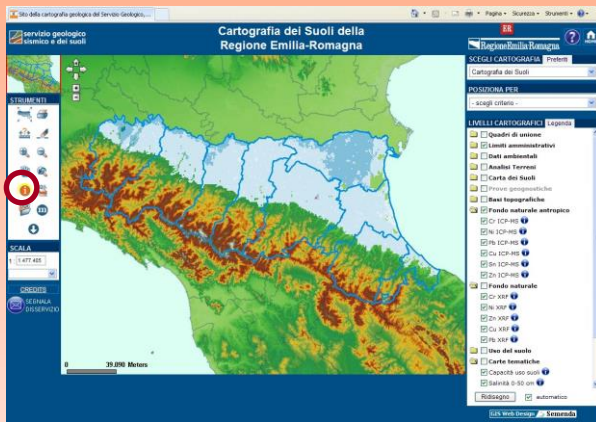 Sito della cartografia geologica del Servizio Geologico,...
Pagina
Sicurezza
Strumenti
servizio geologico
sismico e dei suoli
Cartografia dei Suoli della
Regione Emilia-Romagna
ER
RegioneEmilia-Romagna
?
HOME
SCEGLI CARTOGRAFIA Preferiti
Cartografia dei Suoli
POSIZIONA PER
- scegli criterio -
LIVELLI CARTOGRAFICI Legenda
Quadri di unione
Limiti amministrativi
Dati ambientali
Analisi Terreni
Carta dei Suoli
Prove geognostiche
Basi topografiche
Fondo naturale antropico
Cr ICP-MS
Ni ICP-MS
Pb ICP-MS
Cu ICP-MS
Sn ICP-MS
Zn ICP-MS
Fondo naturale
Cr XRF
Ni XRF
Zn XRF
Cu XRF
Pb XRF
Uso del suolo
Carte tematiche
Capacità uso suoli
Salinità 0-50 cm
Ridisegno automatico
GIS Web Design Semenda
STRUMENTI
SCALA
1: 1.477.405
CREDITS
SEGNALA
DISSERVIZIO
0 39.090 Meters